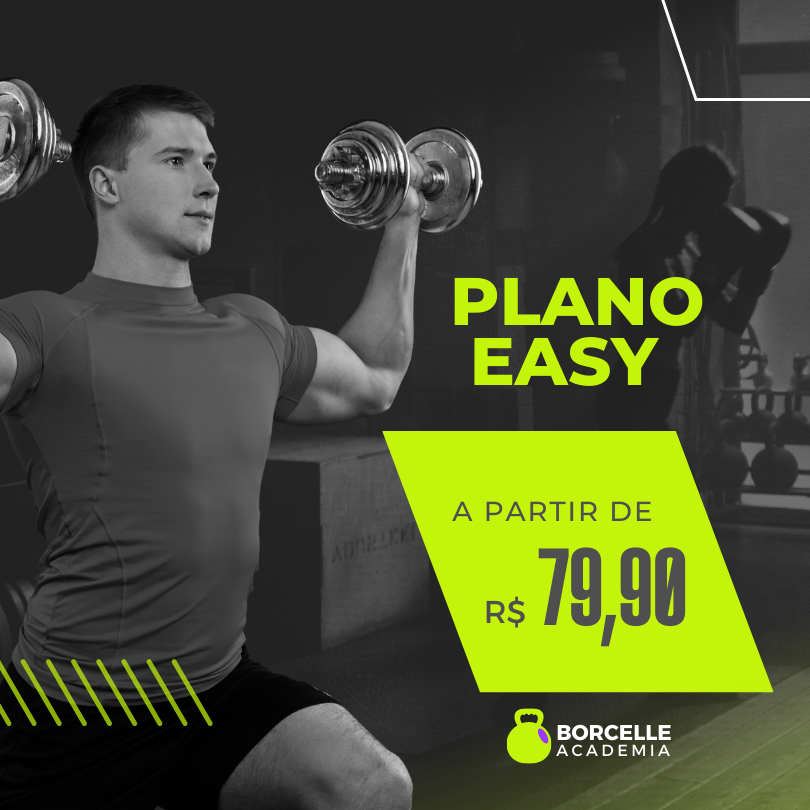 PLANO
EASY
A PARTIR DE
R$ 79,90
BORCELLE
ACADEMIA